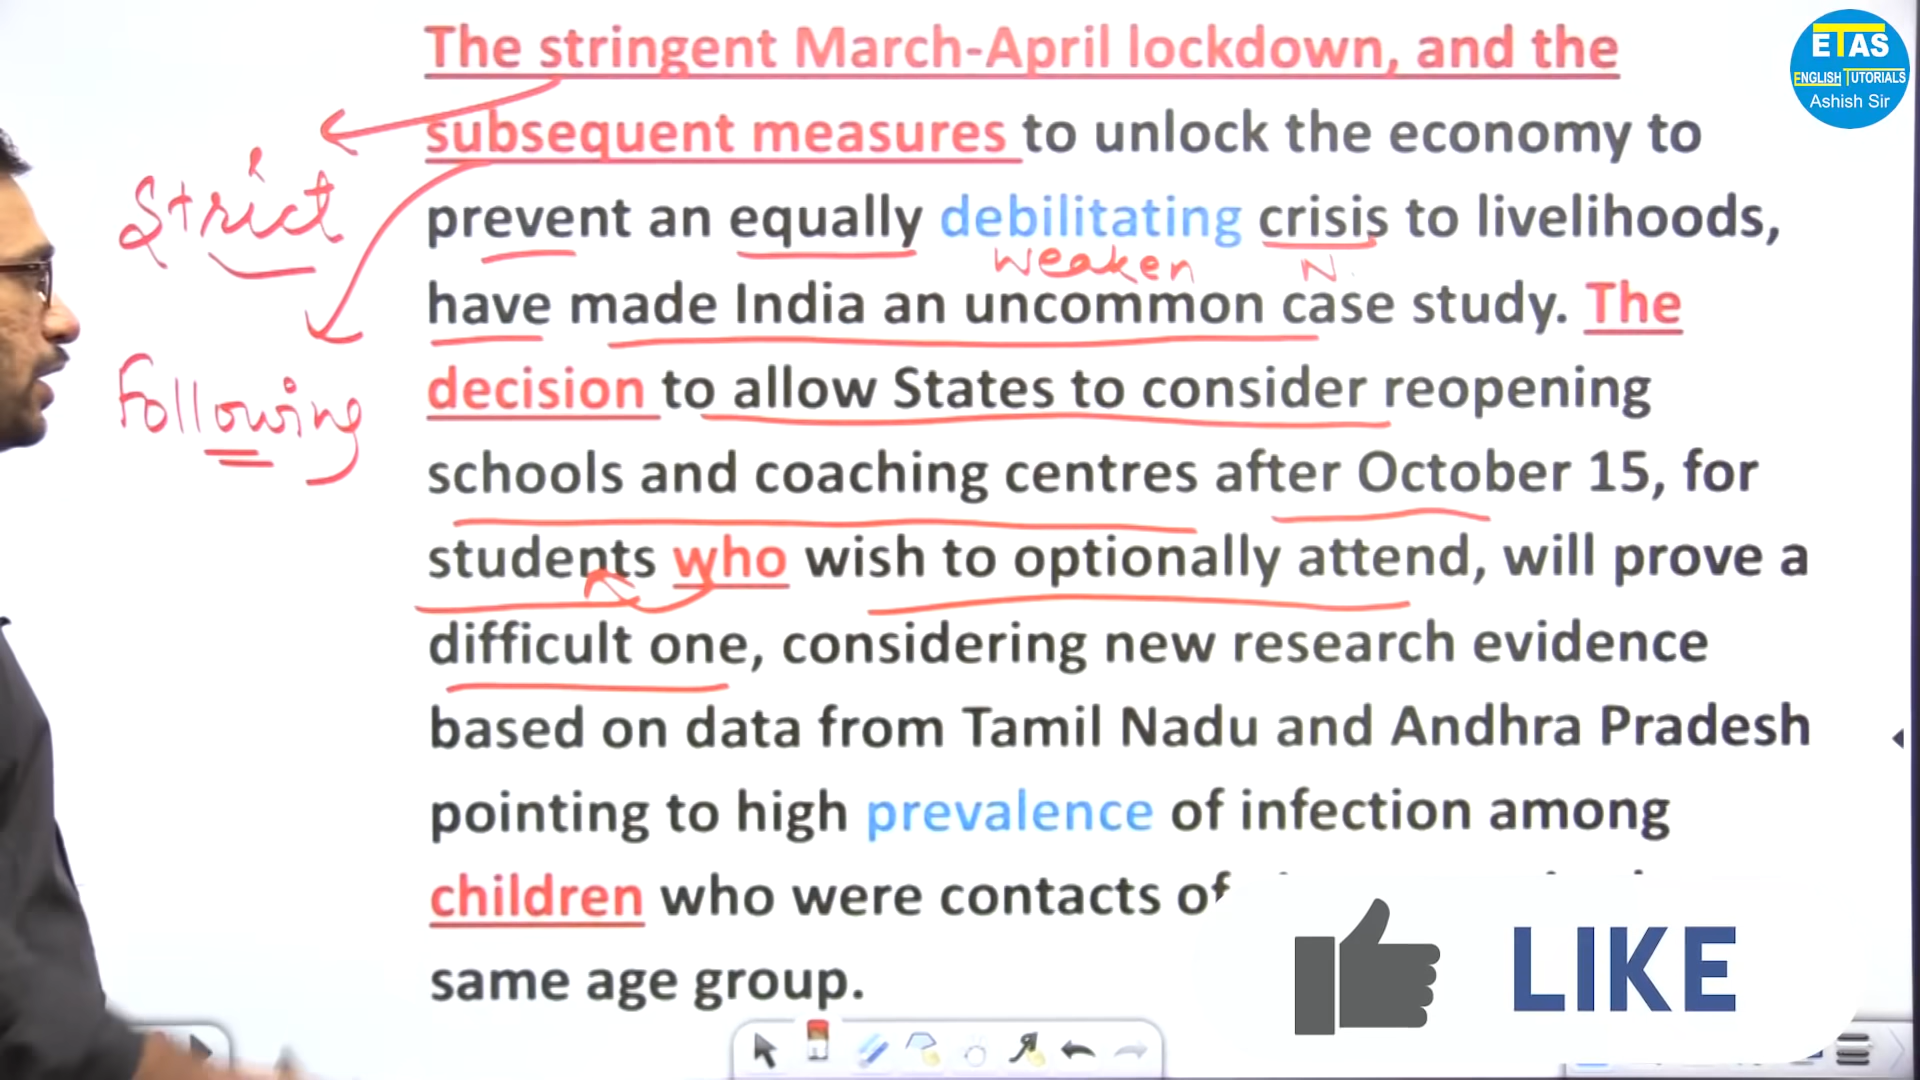 The stringent March-April lockdown, and the
subsequent measures to unlock the economy to
prevent an equally debilitating crisis to livelihoods,
have made India an uncommon case study. The
decision to allow States to consider reopening
schools and coaching centres after October 15, for
students who wish to optionally attend, will prove a
difficult one, considering new research evidence
based on data from Tamil Nadu and Andhra Pradesh
pointing to high prevalence of infection among
children who were contacts of
same age group.
Strict
Following
weaken
N.
ETAS
ENGLISH TUTORIALS
Ashish Sir
LIKE